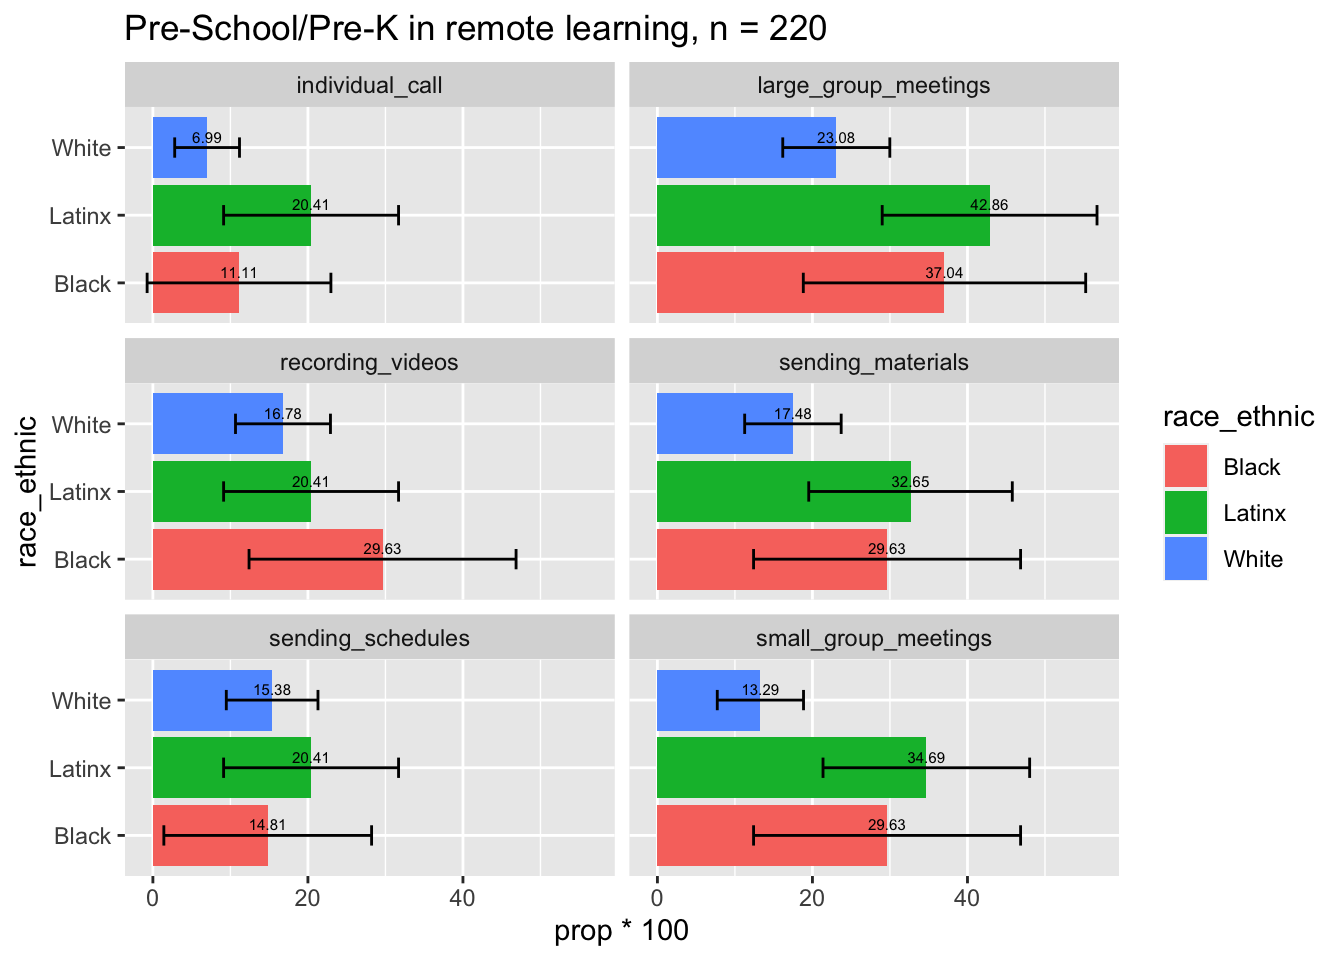 Pre-School/Pre-K in remote learning, n = 220
individual_call
large_group_meetings
White
6.99
23.08
Latinx
20.41
42.86
Black
11.11
37.04
recording_videos
sending_materials
White
16.78
17.48
Latinx
20.41
32.65
Black
29.63
29.63
sending_schedules
small_group_meetings
White
15.38
13.29
Latinx
20.41
34.69
Black
14.81
29.63
0
20
40
0
20
40
prop * 100
race_ethnic
race_ethnic
Black
Latinx
White